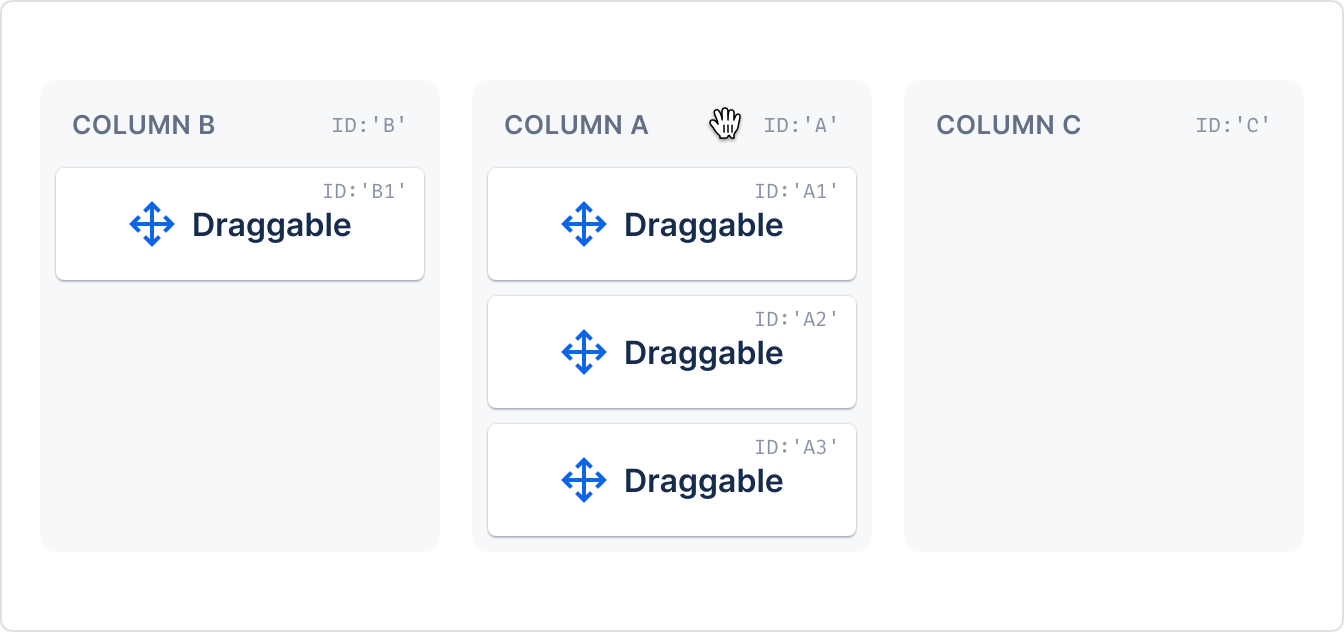 COLUMN B ID:'B'
ID:'B1'
Draggable
COLUMN A ID:'A'
ID:'A1'
Draggable
ID:'A2'
Draggable
ID:'A3'
Draggable
COLUMN C ID:'C'